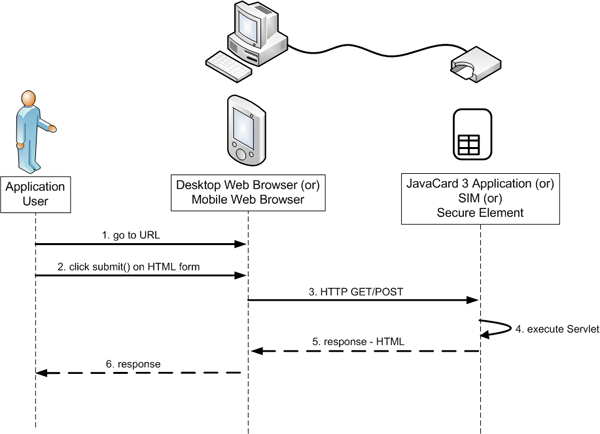 Application
User
Desktop Web Browser (or)
Mobile Web Browser
JavaCard 3 Application (or)
SIM (or)
Secure Element
1. go to URL
2. click submit() on HTML form
3. HTTP GET/POST
4. execute Servlet
5. response - HTML
6. response